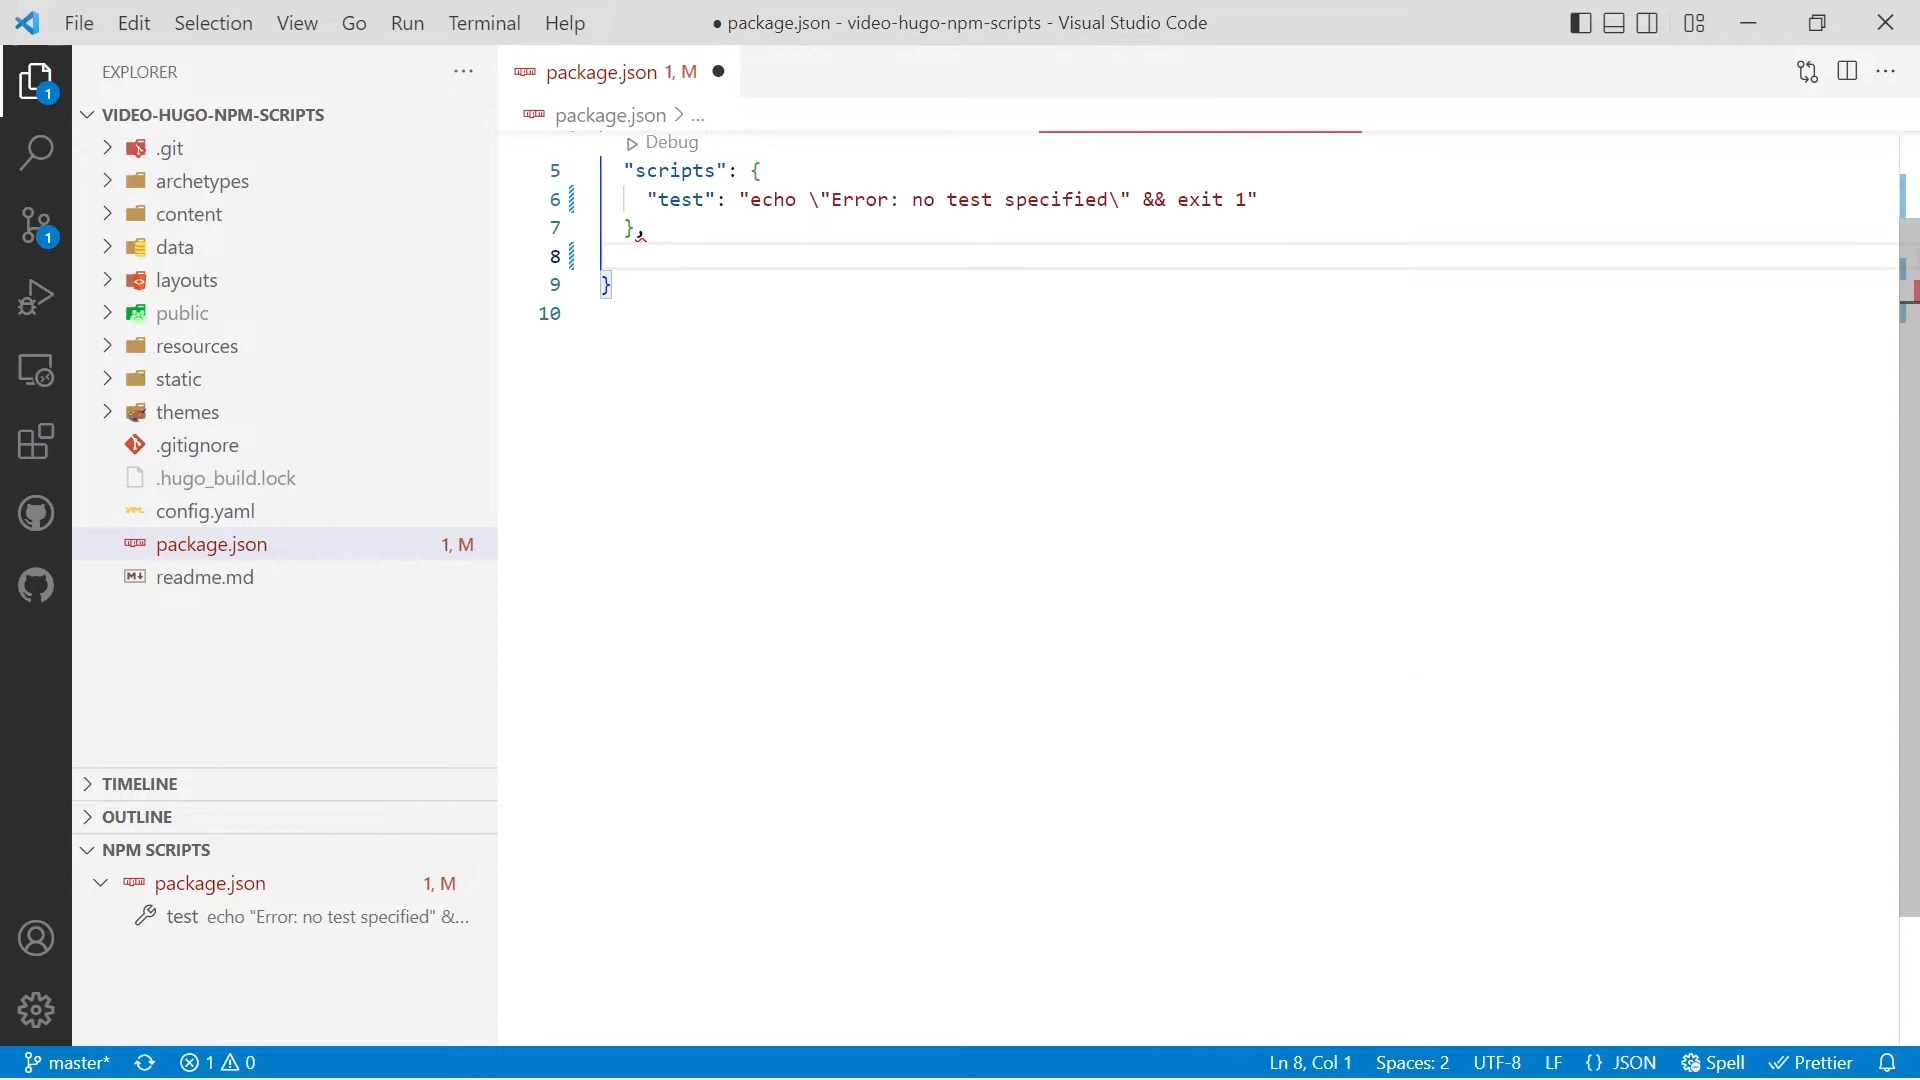 File Edit Selection View Go Run Terminal Help
● package.json - video-hugo-npm-scripts - Visual Studio Code
EXPLORER
VIDEO-HUGO-NPM-SCRIPTS
.git
archetypes
content
data
layouts
public
resources
static
themes
.gitignore
.hugo_build.lock
config.yaml
package.json 1, M
readme.md
TIMELINE
OUTLINE
NPM SCRIPTS
package.json 1, M
test echo "Error: no test specified" &...
1
1
package.json 1, M ●
package.json > ...
Debug
5 "scripts": {
6 "test": "echo \"Error: no test specified\" && exit 1"
7 },
8
9 }
10
master* 1 0 Ln 8, Col 1 Spaces: 2 UTF-8 LF {} JSON Spell Prettier